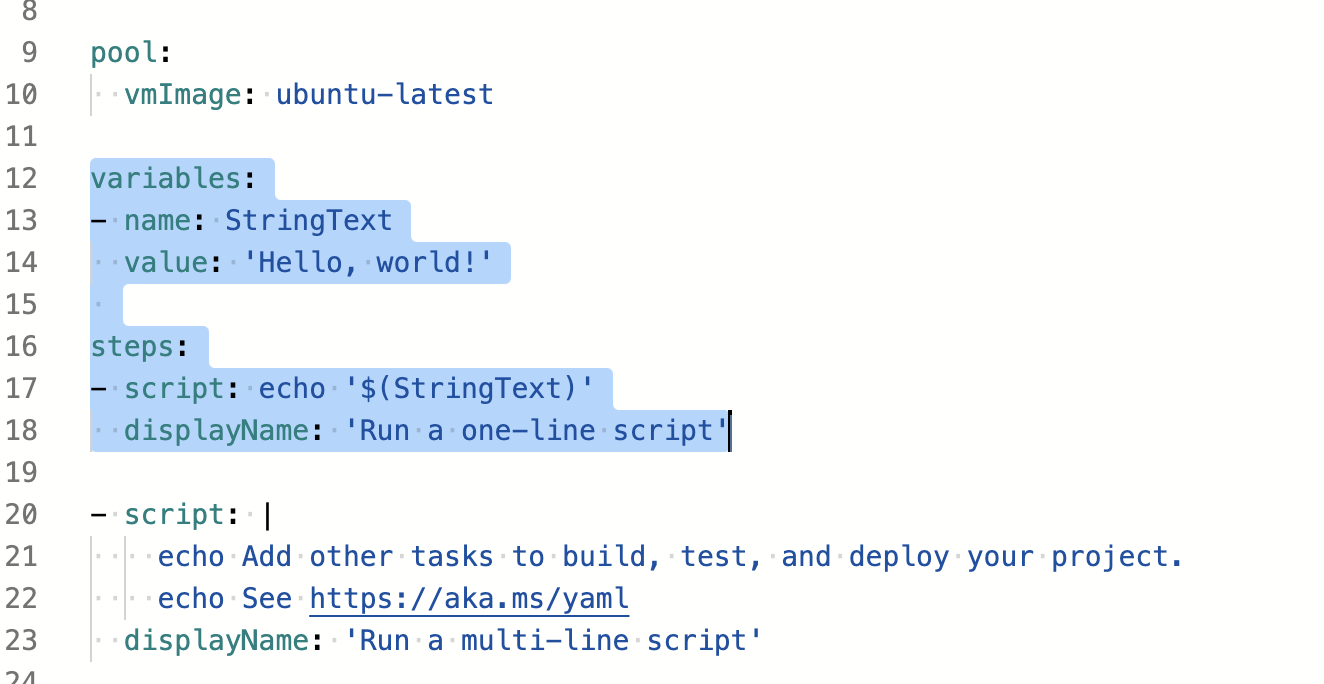 8
9 pool:
10   vmImage: ubuntu-latest
11
12 variables:
13 - name: StringText
14   value: 'Hello, world!'
15
16 steps:
17 - script: echo '$(StringText)'
18   displayName: 'Run a one-line script'
19
20 - script: |
21     echo Add other tasks to build, test, and deploy your project.
22     echo See https://aka.ms/yaml
23   displayName: 'Run a multi-line script'
24